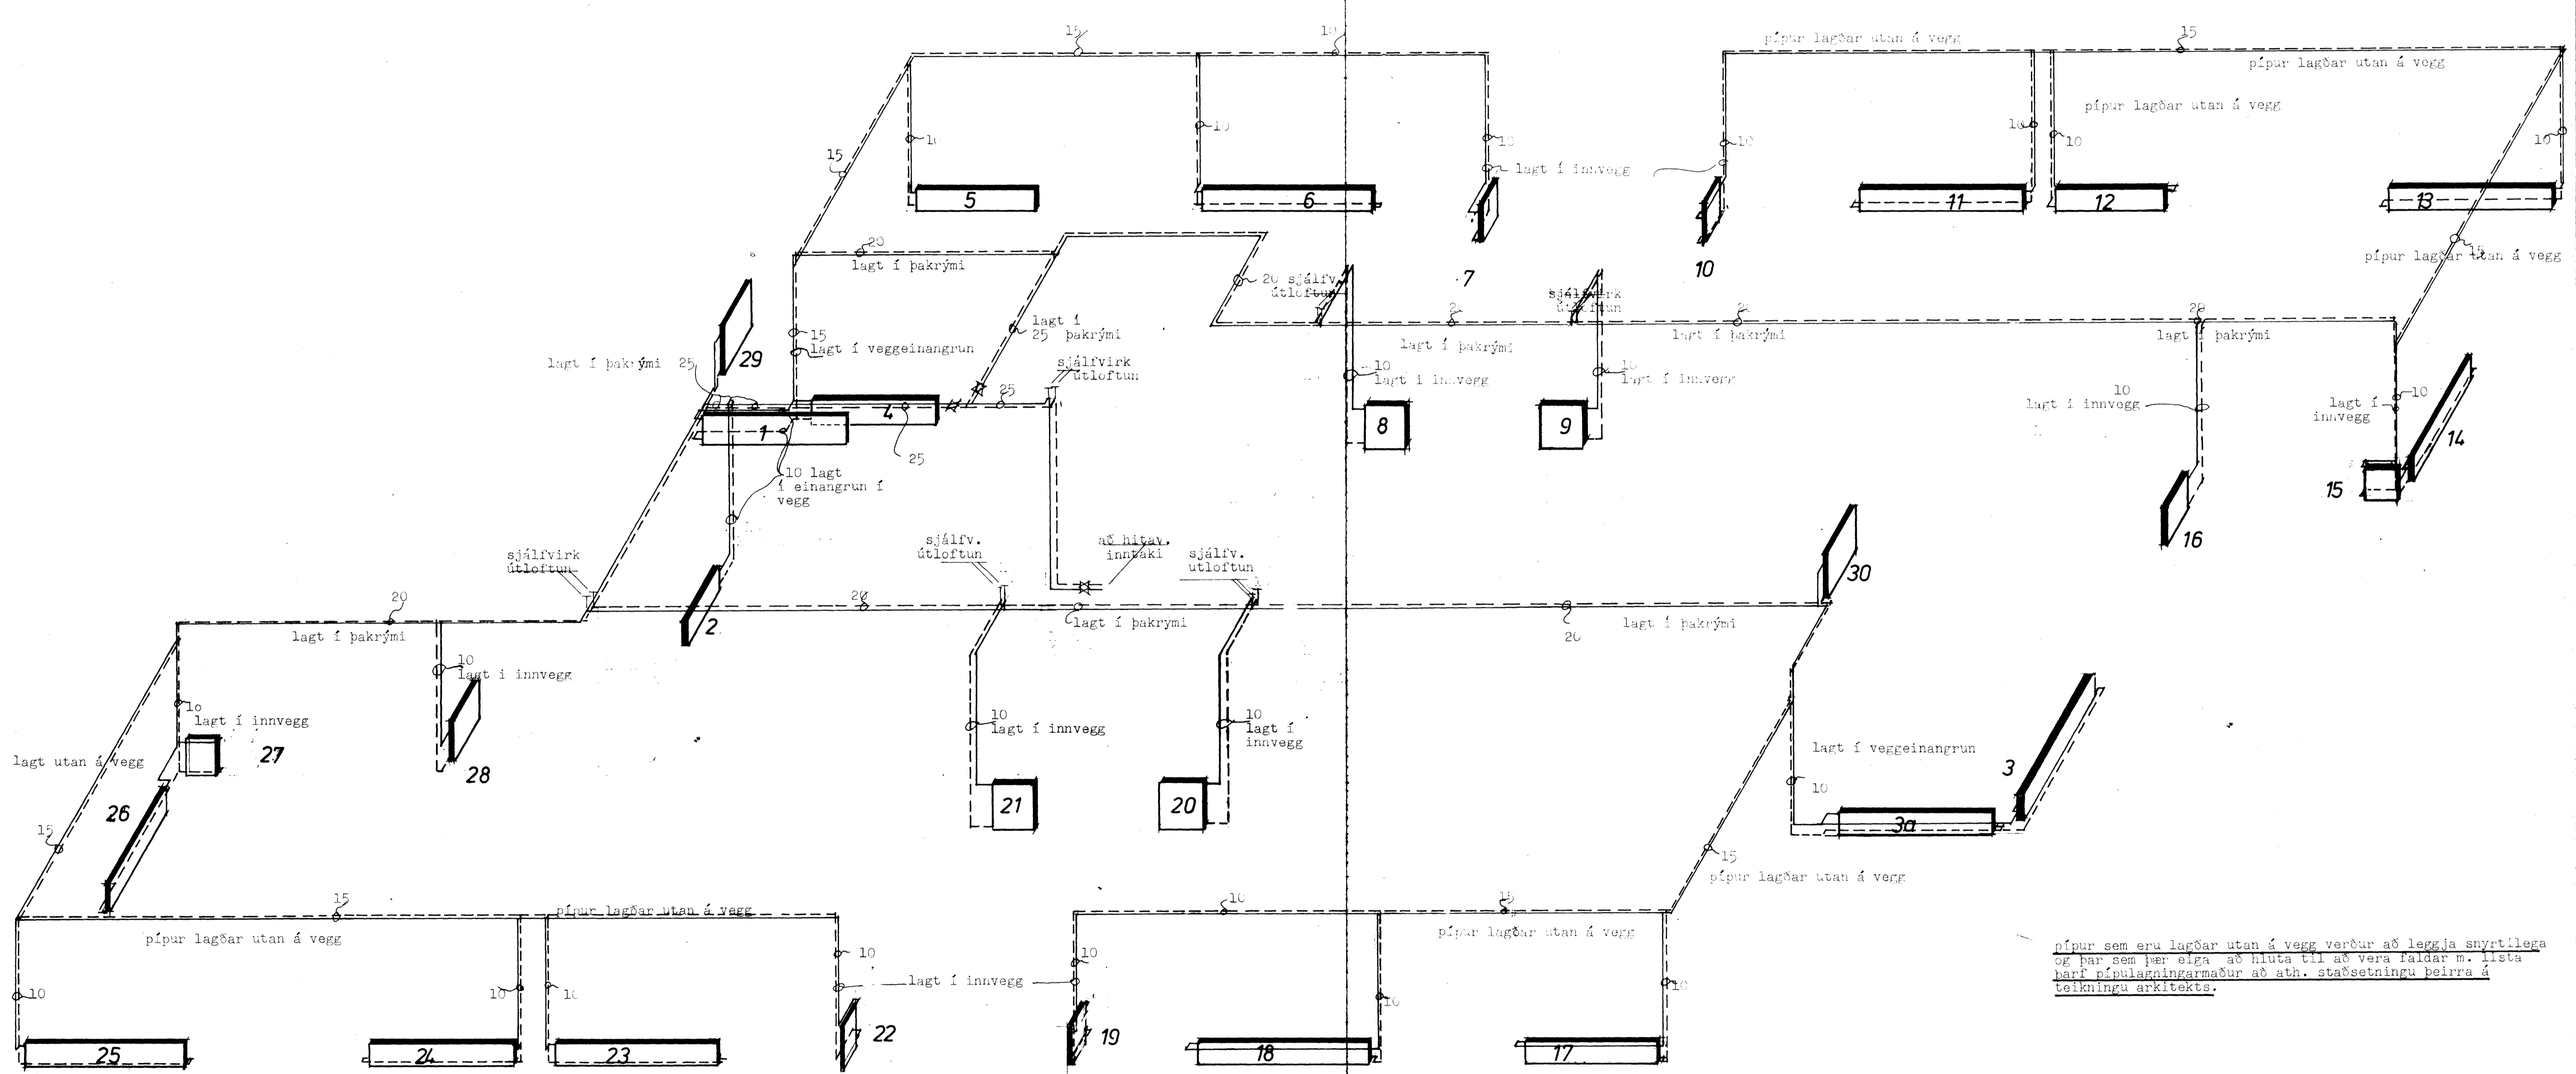 15
10
pípur lagðar utan á vegg
15
pípur lagðar utan á vegg
pípur lagðar utan á vegg
10
10
10
10
10
10
10
15
lagt í innvegg
5
6
7
10
11
12
13
15
pípur lagðar utan á vegg
20
lagt í þakrými
20 sjálfv.
útloftun
sjálfvirk
útloftun
20
lagt í
25 þakrými
15
lagt í veggeinangrun
lagt í þakrými
lagt í þakrými
lagt í þakrými
29
lagt í þakrými 25
sjálfvirk
útloftun
25
10
lagt í innvegg
10
lagt í innvegg
10
lagt í innvegg
10
lagt í
innvegg
4
1
8
9
14
25
10 lagt
í einangrun í
vegg
15
16
sjálfvirk
útloftun
sjálfv.
útloftun
að hitav.
inntaki
sjálfv.
utloftun
30
20
20
lagt í þakrými
2
lagt í þakrymi
20
lagt í þakrými
10
lagt i innvegg
10
lagt í innvegg
10
lagt í innvegg
10
lagt í
innvegg
lagt utan á vegg
27
28
lagt í veggeinangrun
3
10
26
21
20
3a
15
15
pípur lagðar utan á vegg
15
pípur lagðar utan á vegg
10
15
pípur lagðar utan á vegg
pípur lagðar utan á vegg
10
10
lagt í innvegg
10
10
10
10
10
25
24
23
22
19
18
17
pípur sem eru lagðar utan á vegg verður að leggja snyrtilega
og þar sem þær eiga að hluta til að vera faldar m. lista
þarf pípulagningarmaður að ath. staðsetningu þeirra á
teikningu arkitekts.